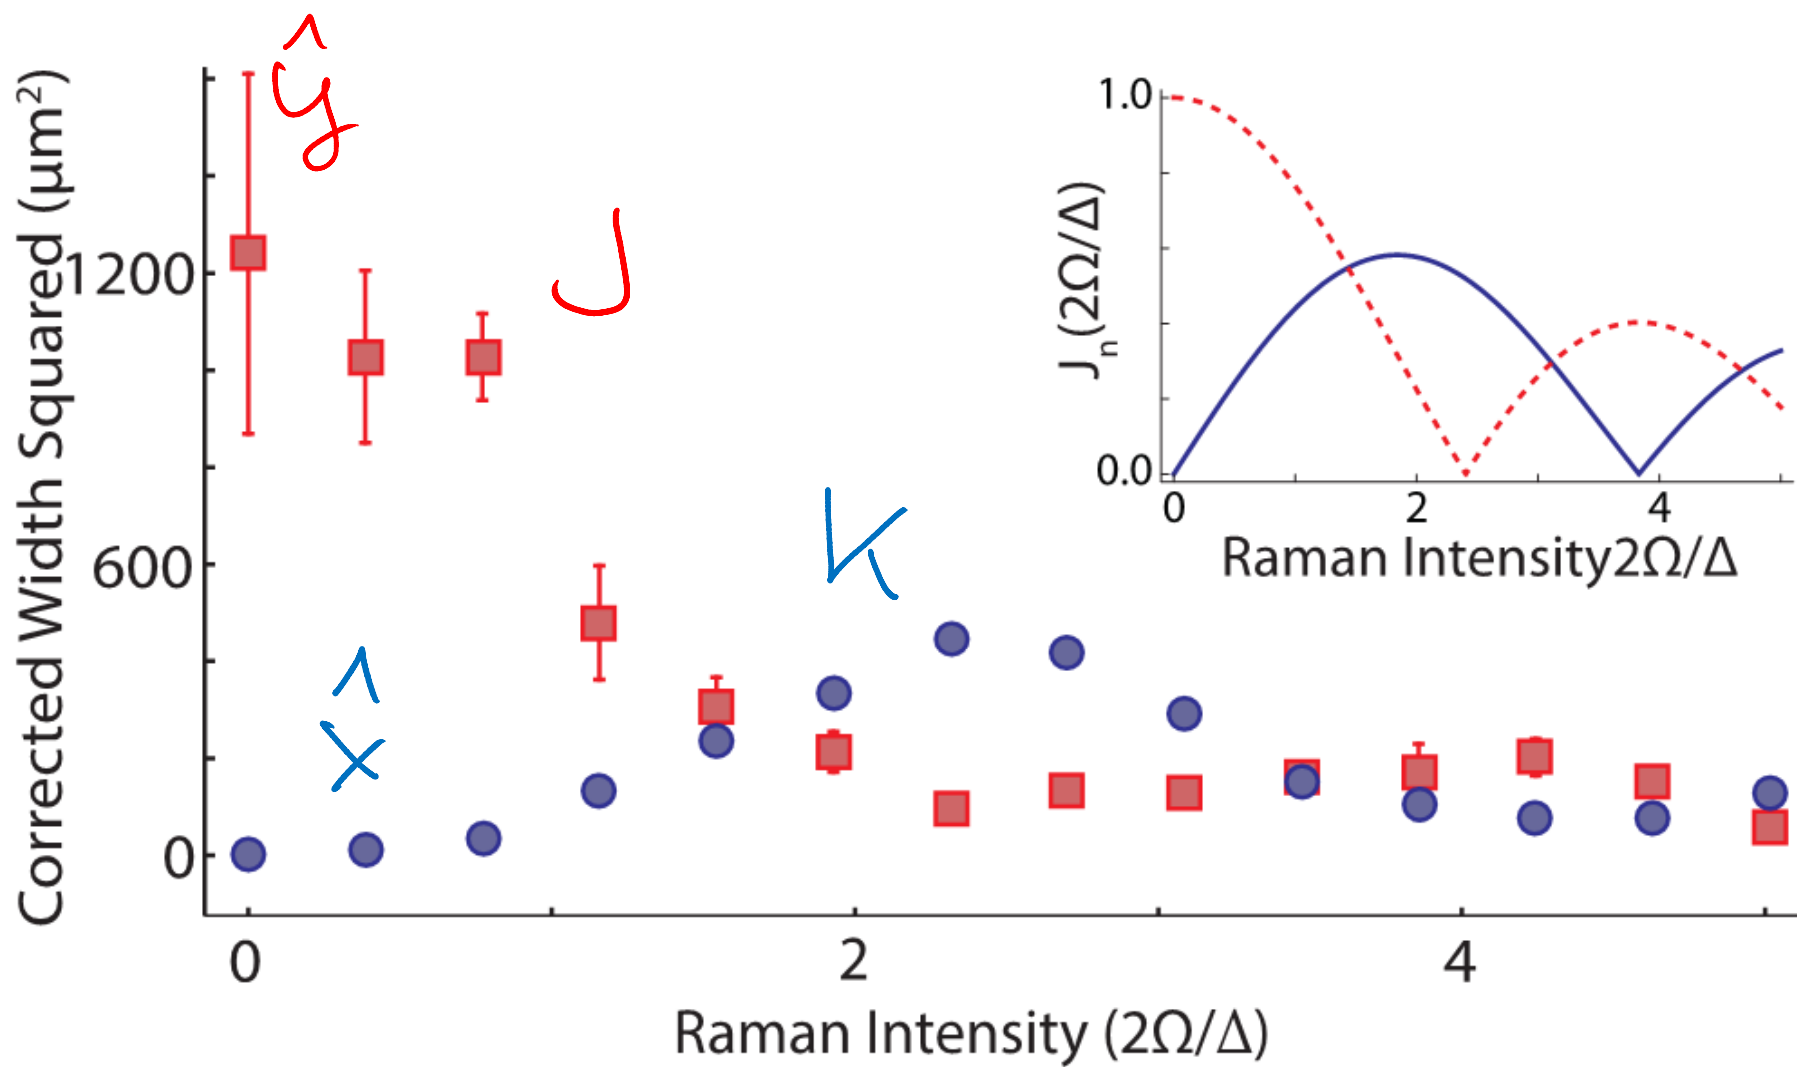 Corrected Width Squared (µm²)
1200
600
0
0
2
4
Raman Intensity (2Ω/Δ)
ŷ
J
x̂
K
Jn(2Ω/Δ)
1.0
0.0
0
2
4
Raman Intensity2Ω/Δ